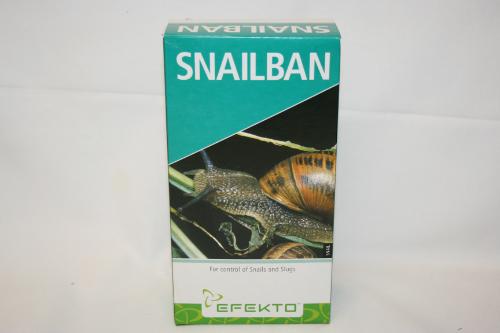 SNAILBAN
SNAILBAN
For control of Snails and Slugs
EFEKTO